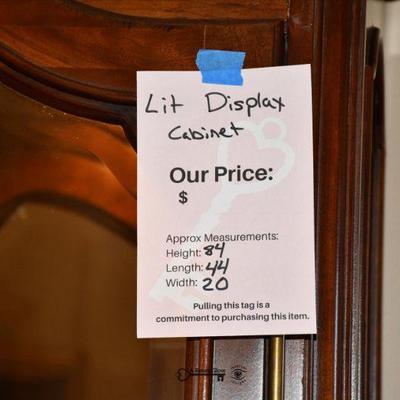 Lit Display
Cabinet
Our Price:
$
Approx Measurements:
Height: 84
Length: 44
Width: 20
Pulling this tag is a
commitment to purchasing this item.